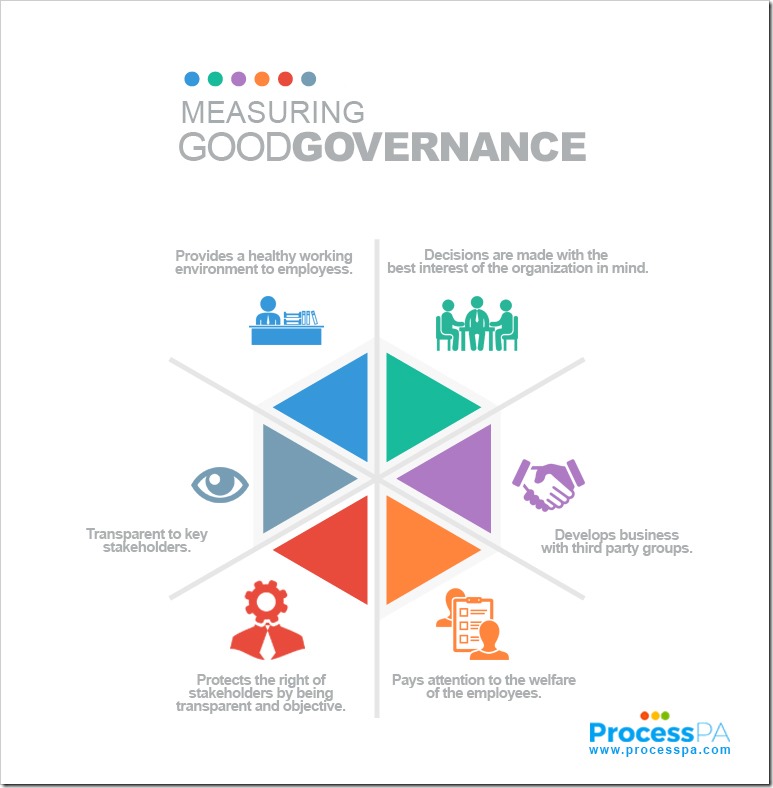 MEASURING
GOODGOVERNANCE
Provides a healthy working
environment to employess.
Decisions are made with the
best interest of the organization in mind.
Transparent to key
stakeholders.
Develops business
with third party groups.
Protects the right of
stakeholders by being
transparent and objective.
Pays attention to the welfare
of the employees.
ProcessPA
www.processpa.com